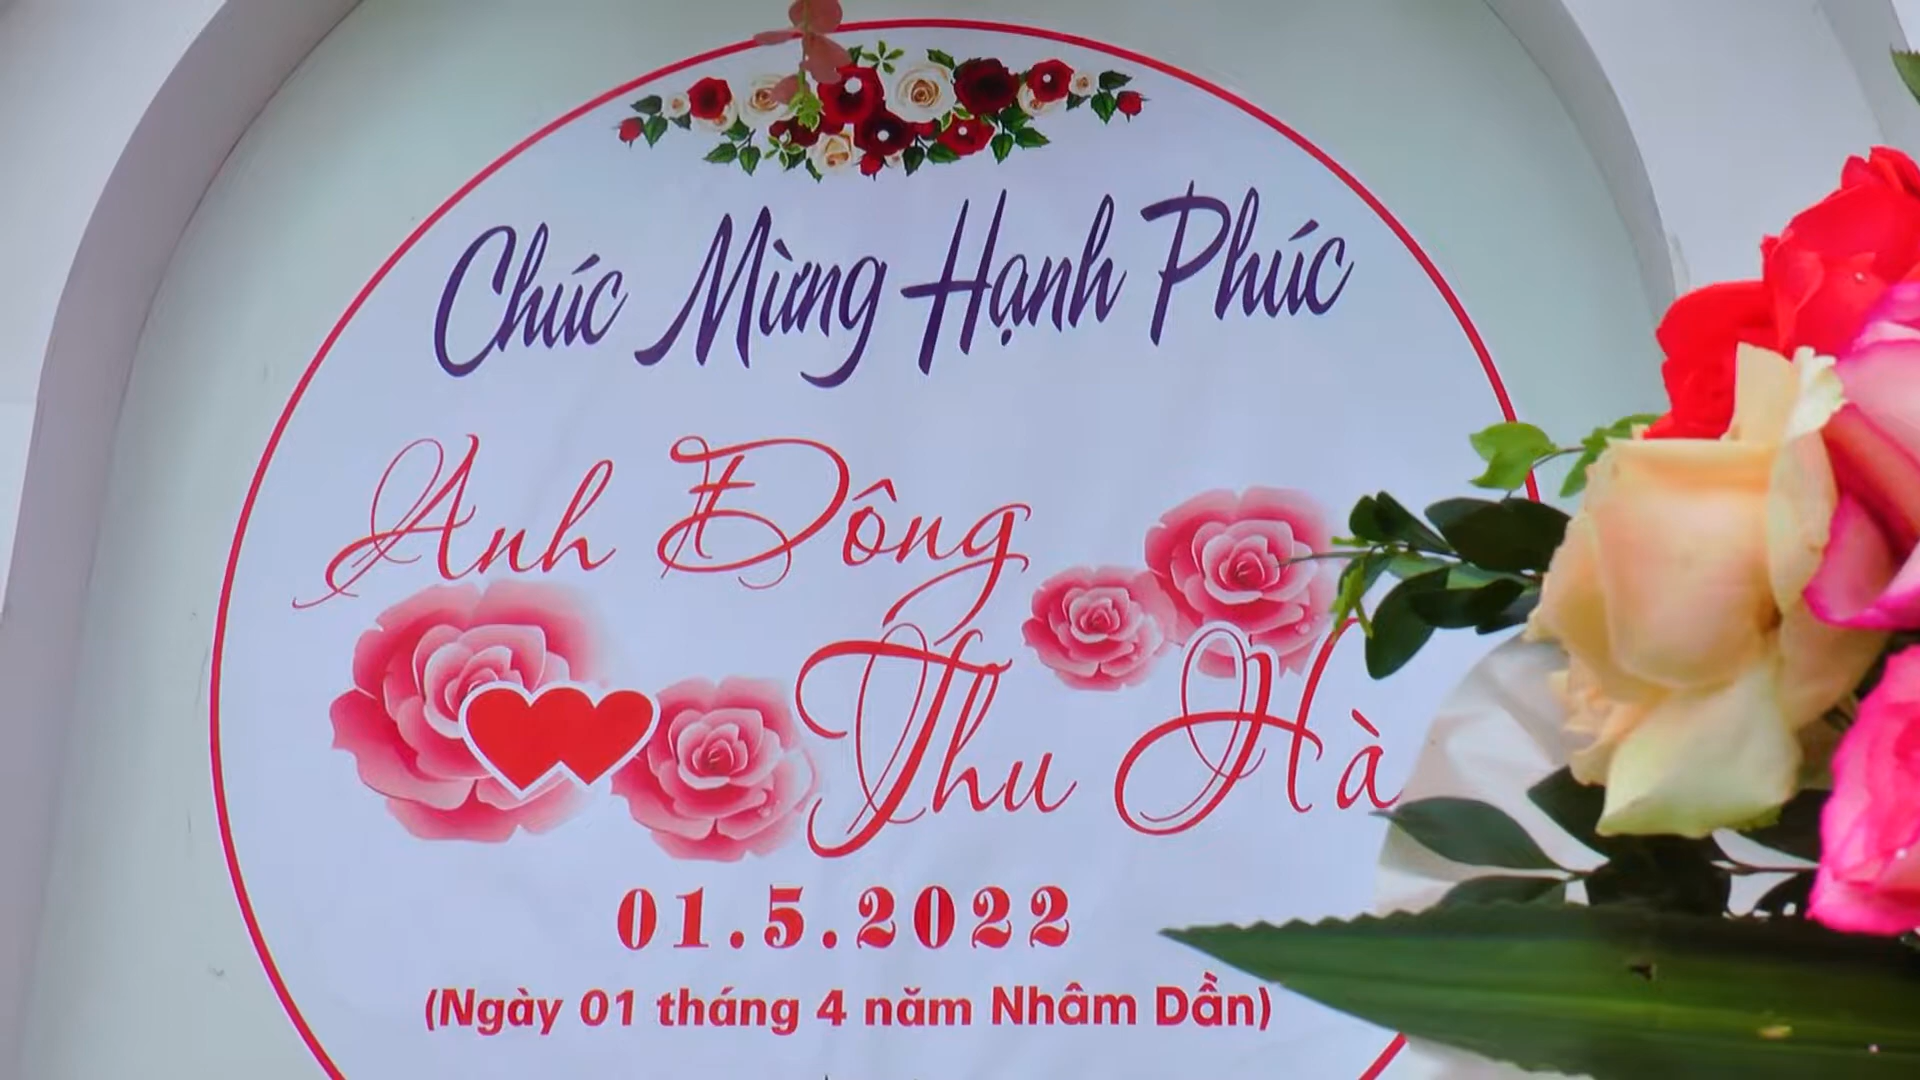 Chúc Mừng Hạnh Phúc
Anh Đông
Thu Hà
01.5.2022
(Ngày 01 tháng 4 năm Nhâm Dần)